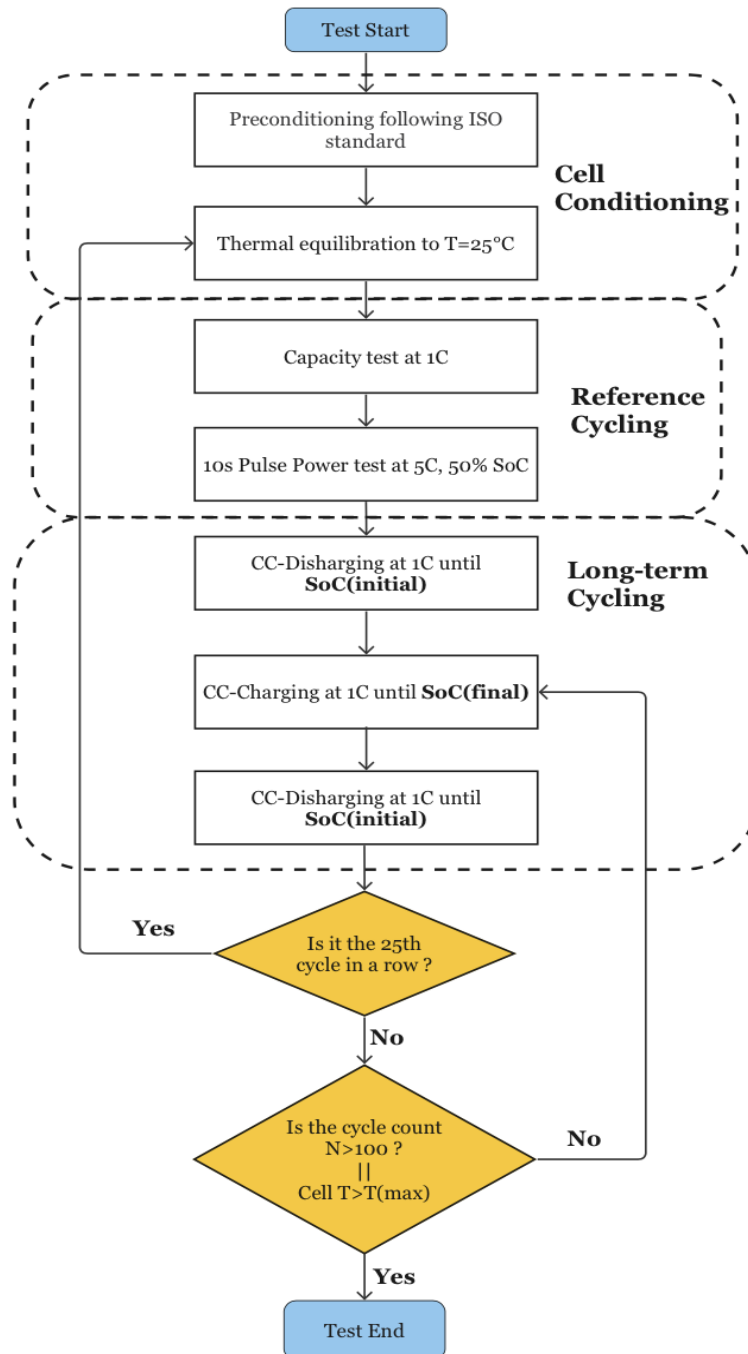 Test Start
Preconditioning following ISO
standard
Cell
Conditioning
Thermal equilibration to T=25°C
Capacity test at 1C
Reference
Cycling
10s Pulse Power test at 5C, 50% SoC
CC-Disharging at 1C until
SoC(initial)
Long-term
Cycling
CC-Charging at 1C until SoC(final)
CC-Disharging at 1C until
SoC(initial)
Yes
Is it the 25th
cycle in a row ?
No
Is the cycle count
N>100 ?
||
Cell T>T(max)
No
Yes
Test End